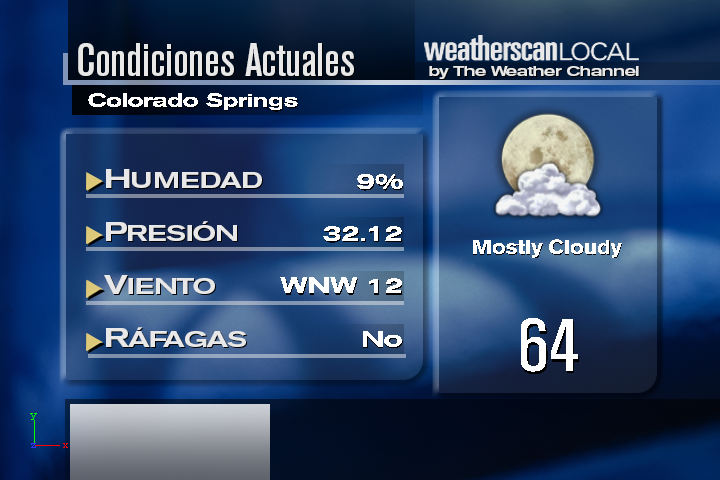 Condiciones Actuales
weatherscanLOCAL
by The Weather Channel
Colorado Springs
HUMEDAD 9%
PRESIÓN 32.12
VIENTO WNW 12
RÁFAGAS No
Mostly Cloudy
64
y
z x